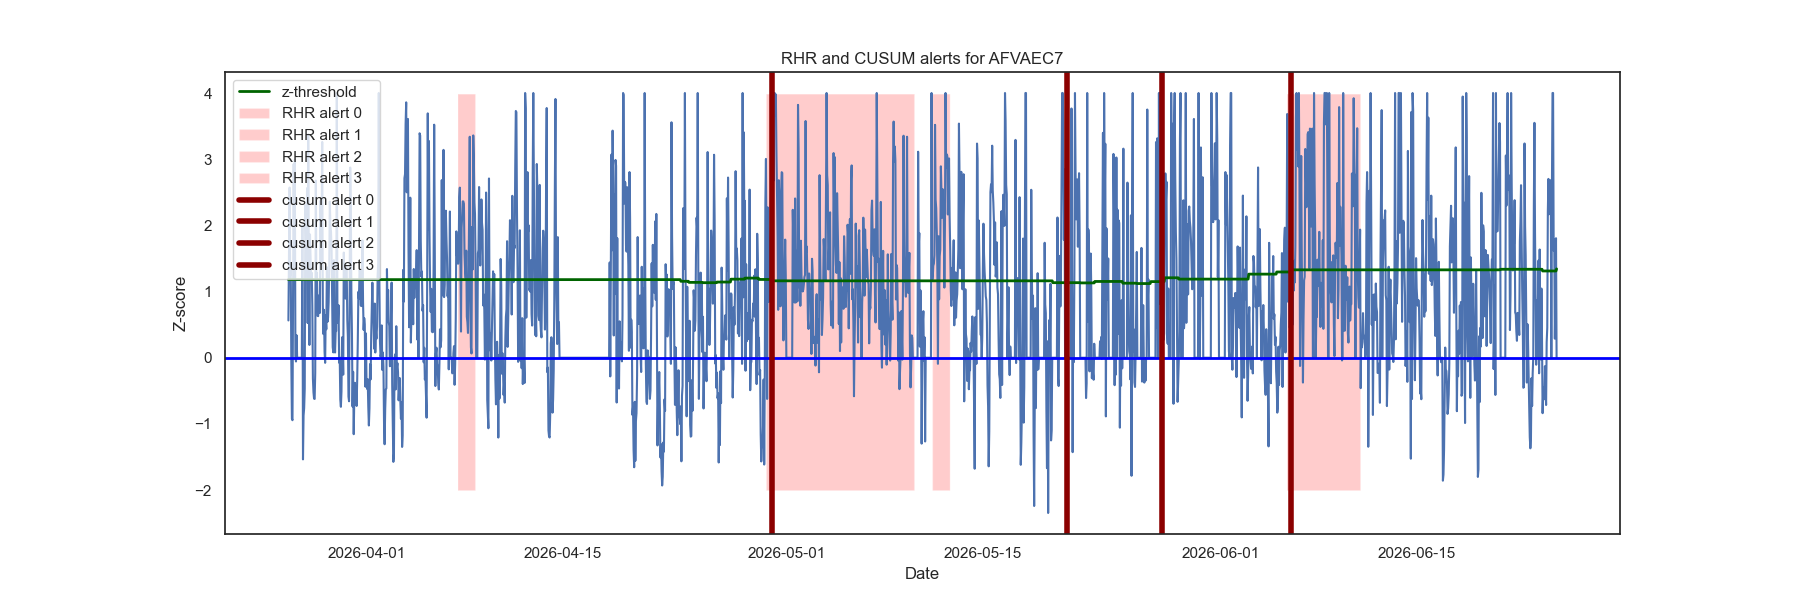 RHR and CUSUM alerts for AFVAEC7
z-threshold
RHR alert 0
RHR alert 1
RHR alert 2
RHR alert 3
cusum alert 0
cusum alert 1
cusum alert 2
cusum alert 3
4
3
2
1
0
−1
−2
Z-score
2026-04-01 2026-04-15 2026-05-01 2026-05-15 2026-06-01 2026-06-15
Date